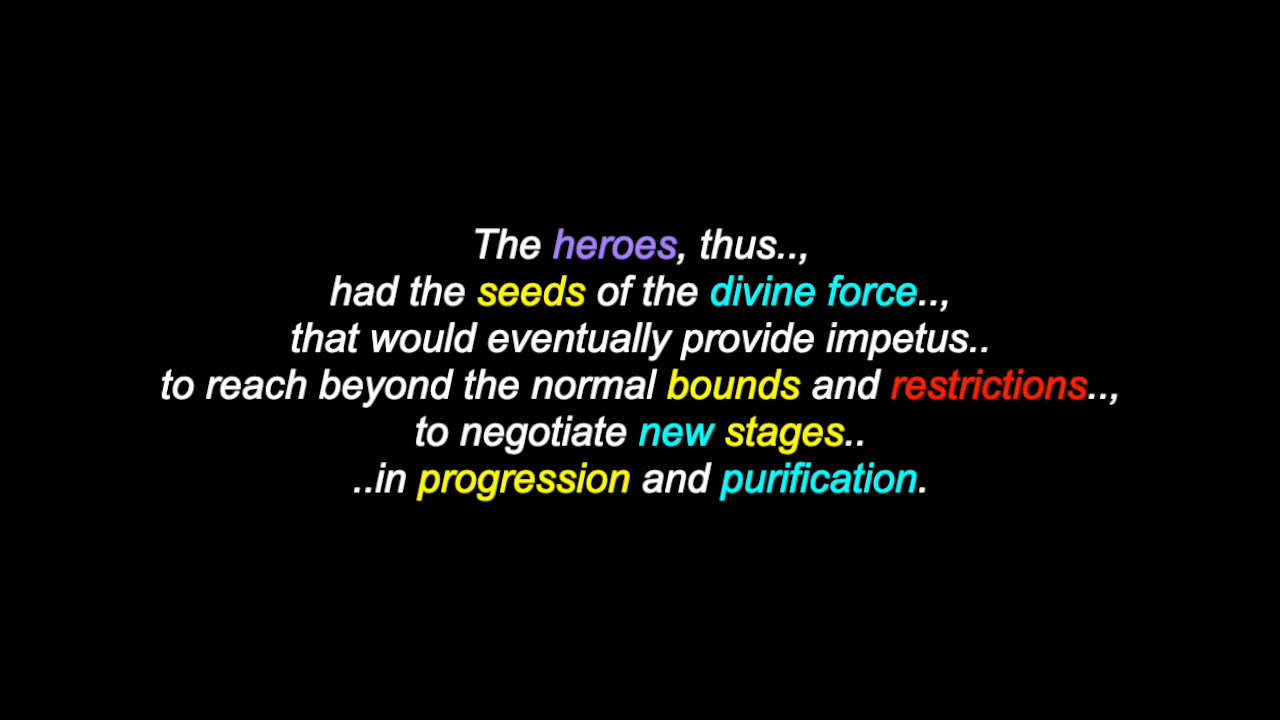 The heroes, thus..,
had the seeds of the divine force..,
that would eventually provide impetus..
to reach beyond the normal bounds and restrictions..,
to negotiate new stages..
..in progression and purification.